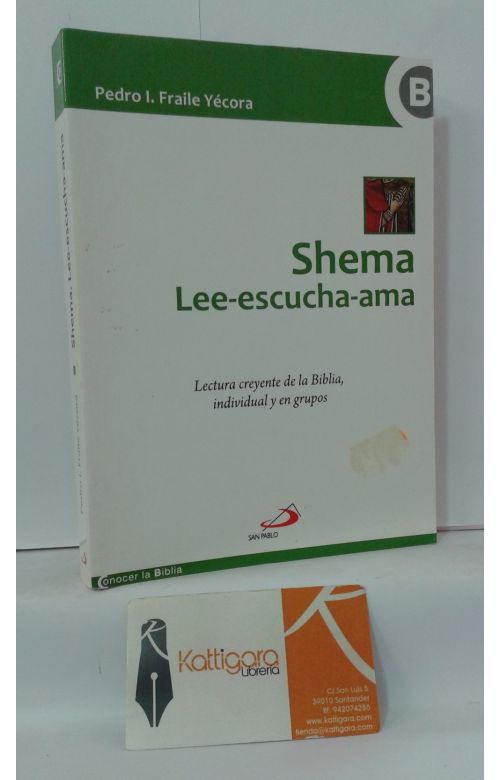 Pedro I. Fraile Yécora
B
Shema
Lee-escucha-ama
Lectura creyente de la Biblia,
individual y en grupos
SAN PABLO
Conocer la Biblia
Shema. Lee-escucha-ama
Pedro I. Fraile Yécora
Kattigara
Librería
C/ San Luis 5
39010 Santander
tlf: 942074286
www.kattigara.com
tienda@kattigara.com